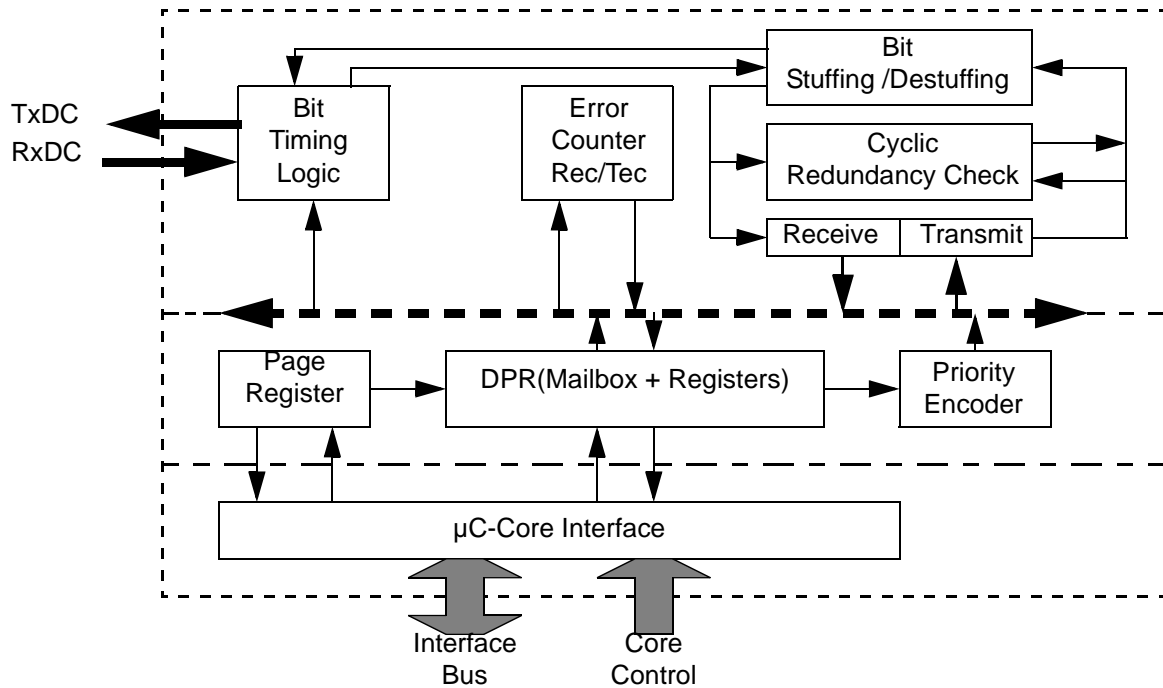 TxDC
RxDC
Bit
Timing
Logic
Error
Counter
Rec/Tec
Bit
Stuffing /Destuffing
Cyclic
Redundancy Check
Receive
Transmit
Page
Register
DPR(Mailbox + Registers)
Priority
Encoder
µC-Core Interface
Interface
Bus
Core
Control